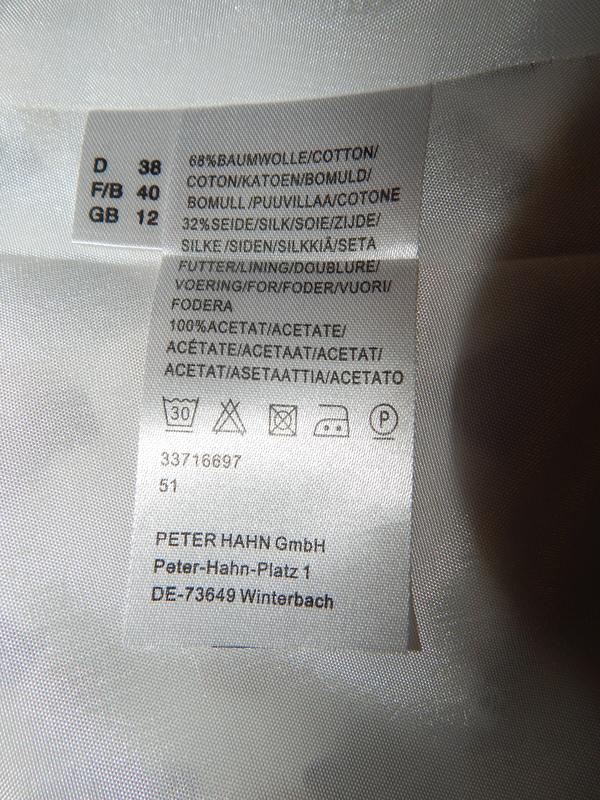 D 38
F/B 40
GB 12
68%BAUMWOLLE/COTTON/
COTON/KATOEN/BOMULD/
BOMULL/PUUVILLAA/COTONE
32%SEIDE/SILK/SOIE/ZIJDE/
SILKE/SIDEN/SILKKIÄ/SETA
FUTTER/LINING/DOUBLURE/
VOERING/FOR/FODER/VUORI/
FODERA
100%ACETAT/ACETATE/
ACÉTATE/ACETAAT/ACETAT/
ACETAT/ASETAATTIA/ACETATO
30 P
33716697
51
PETER HAHN GmbH
Peter-Hahn-Platz 1
DE-73649 Winterbach